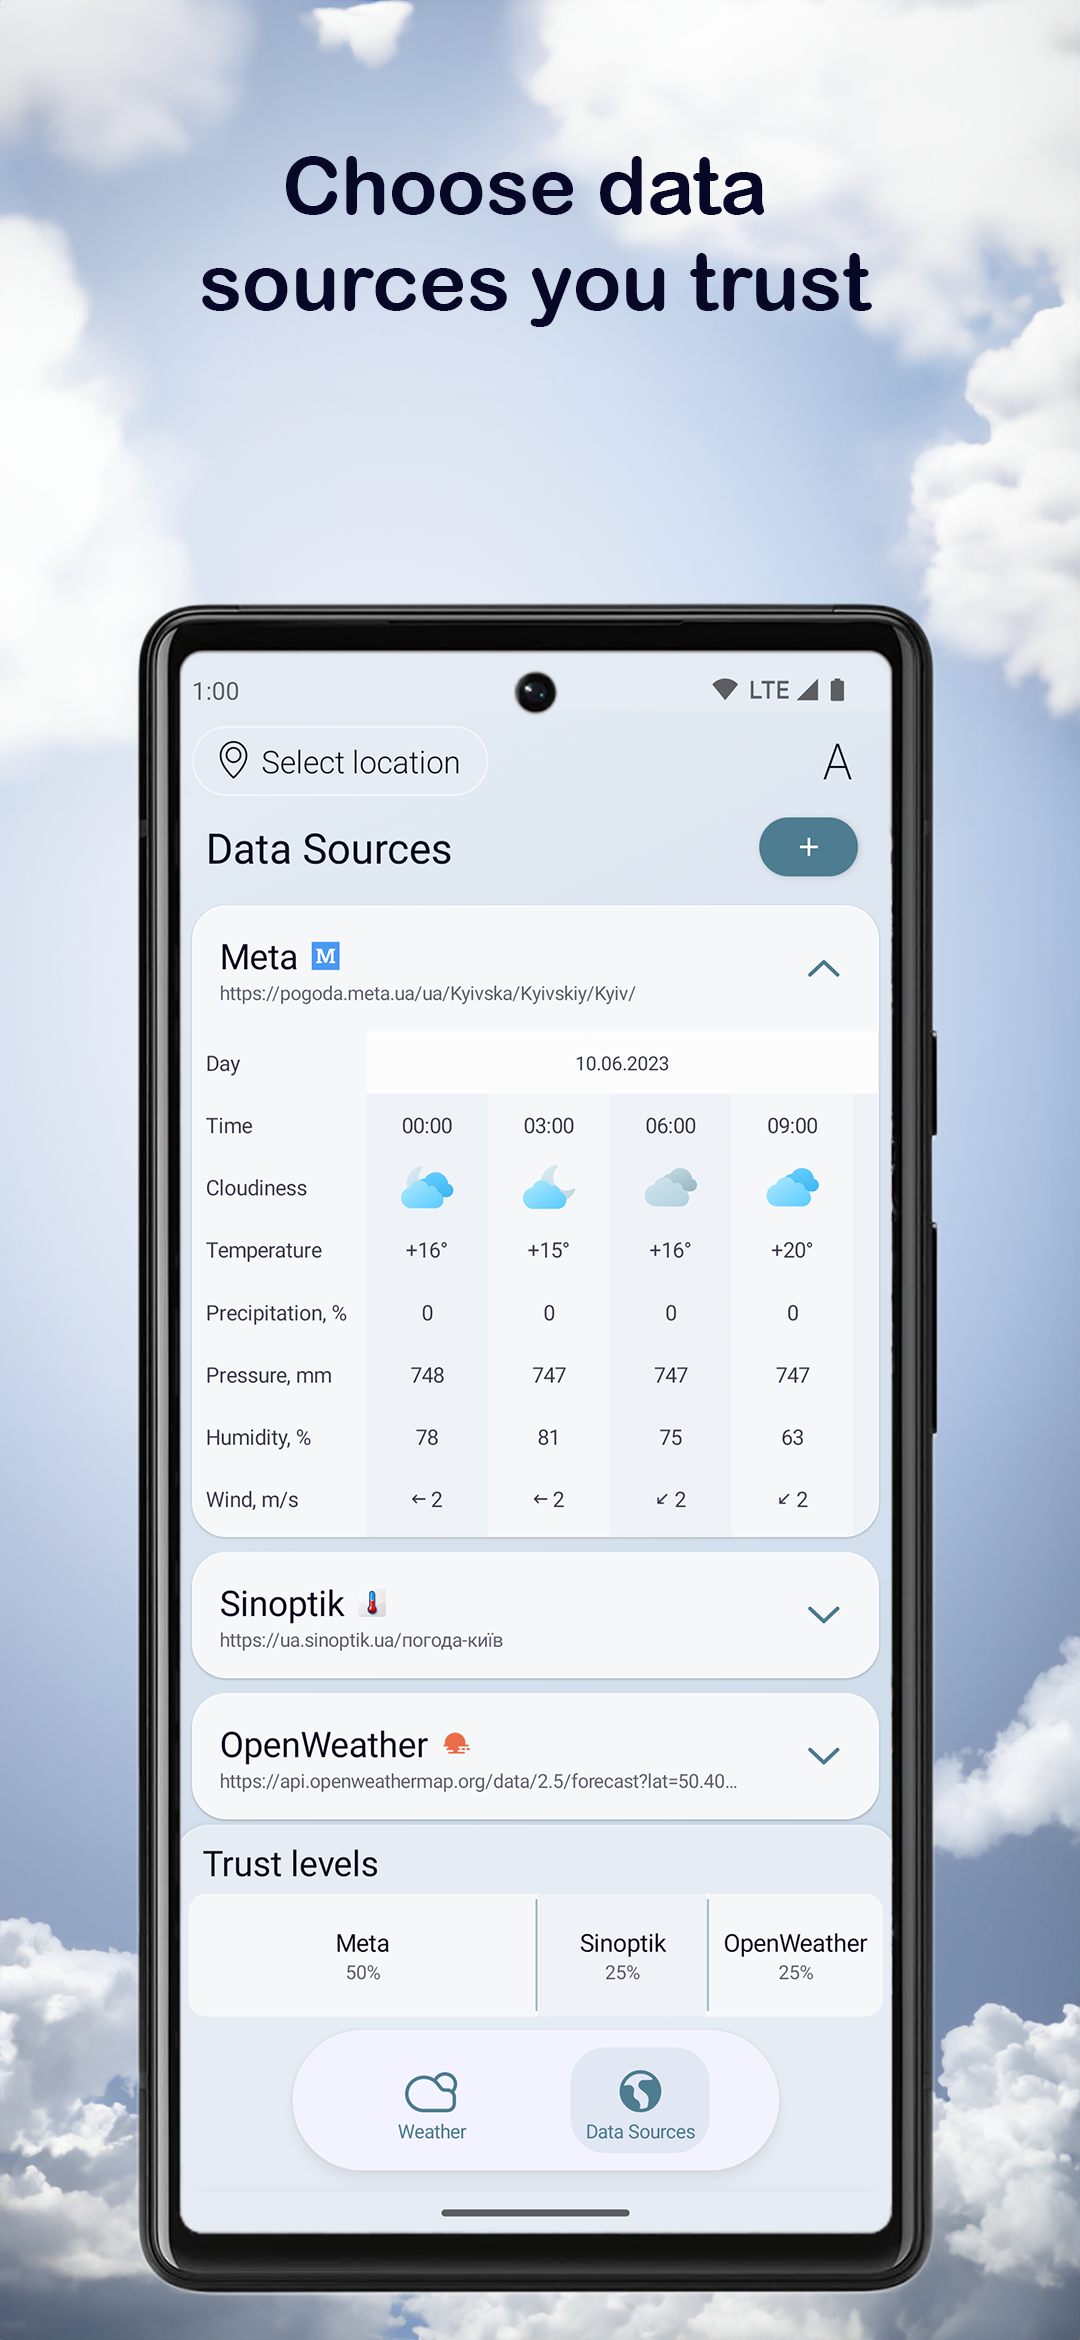 Choose data
sources you trust
1:00
LTE
Select location
A
Data Sources
+
Meta M
https://pogoda.meta.ua/ua/Kyivska/Kyivskiy/Kyiv/
Day 10.06.2023
Time 00:00 03:00 06:00 09:00
Cloudiness
Temperature +16° +15° +16° +20°
Precipitation, % 0 0 0 0
Pressure, mm 748 747 747 747
Humidity, % 78 81 75 63
Wind, m/s ←2 ←2 ↙2 ↙2
Sinoptik
https://ua.sinoptik.ua/погода-київ
OpenWeather
https://api.openweathermap.org/data/2.5/forecast?lat=50.40...
Trust levels
Meta Sinoptik OpenWeather
50% 25% 25%
Weather Data Sources